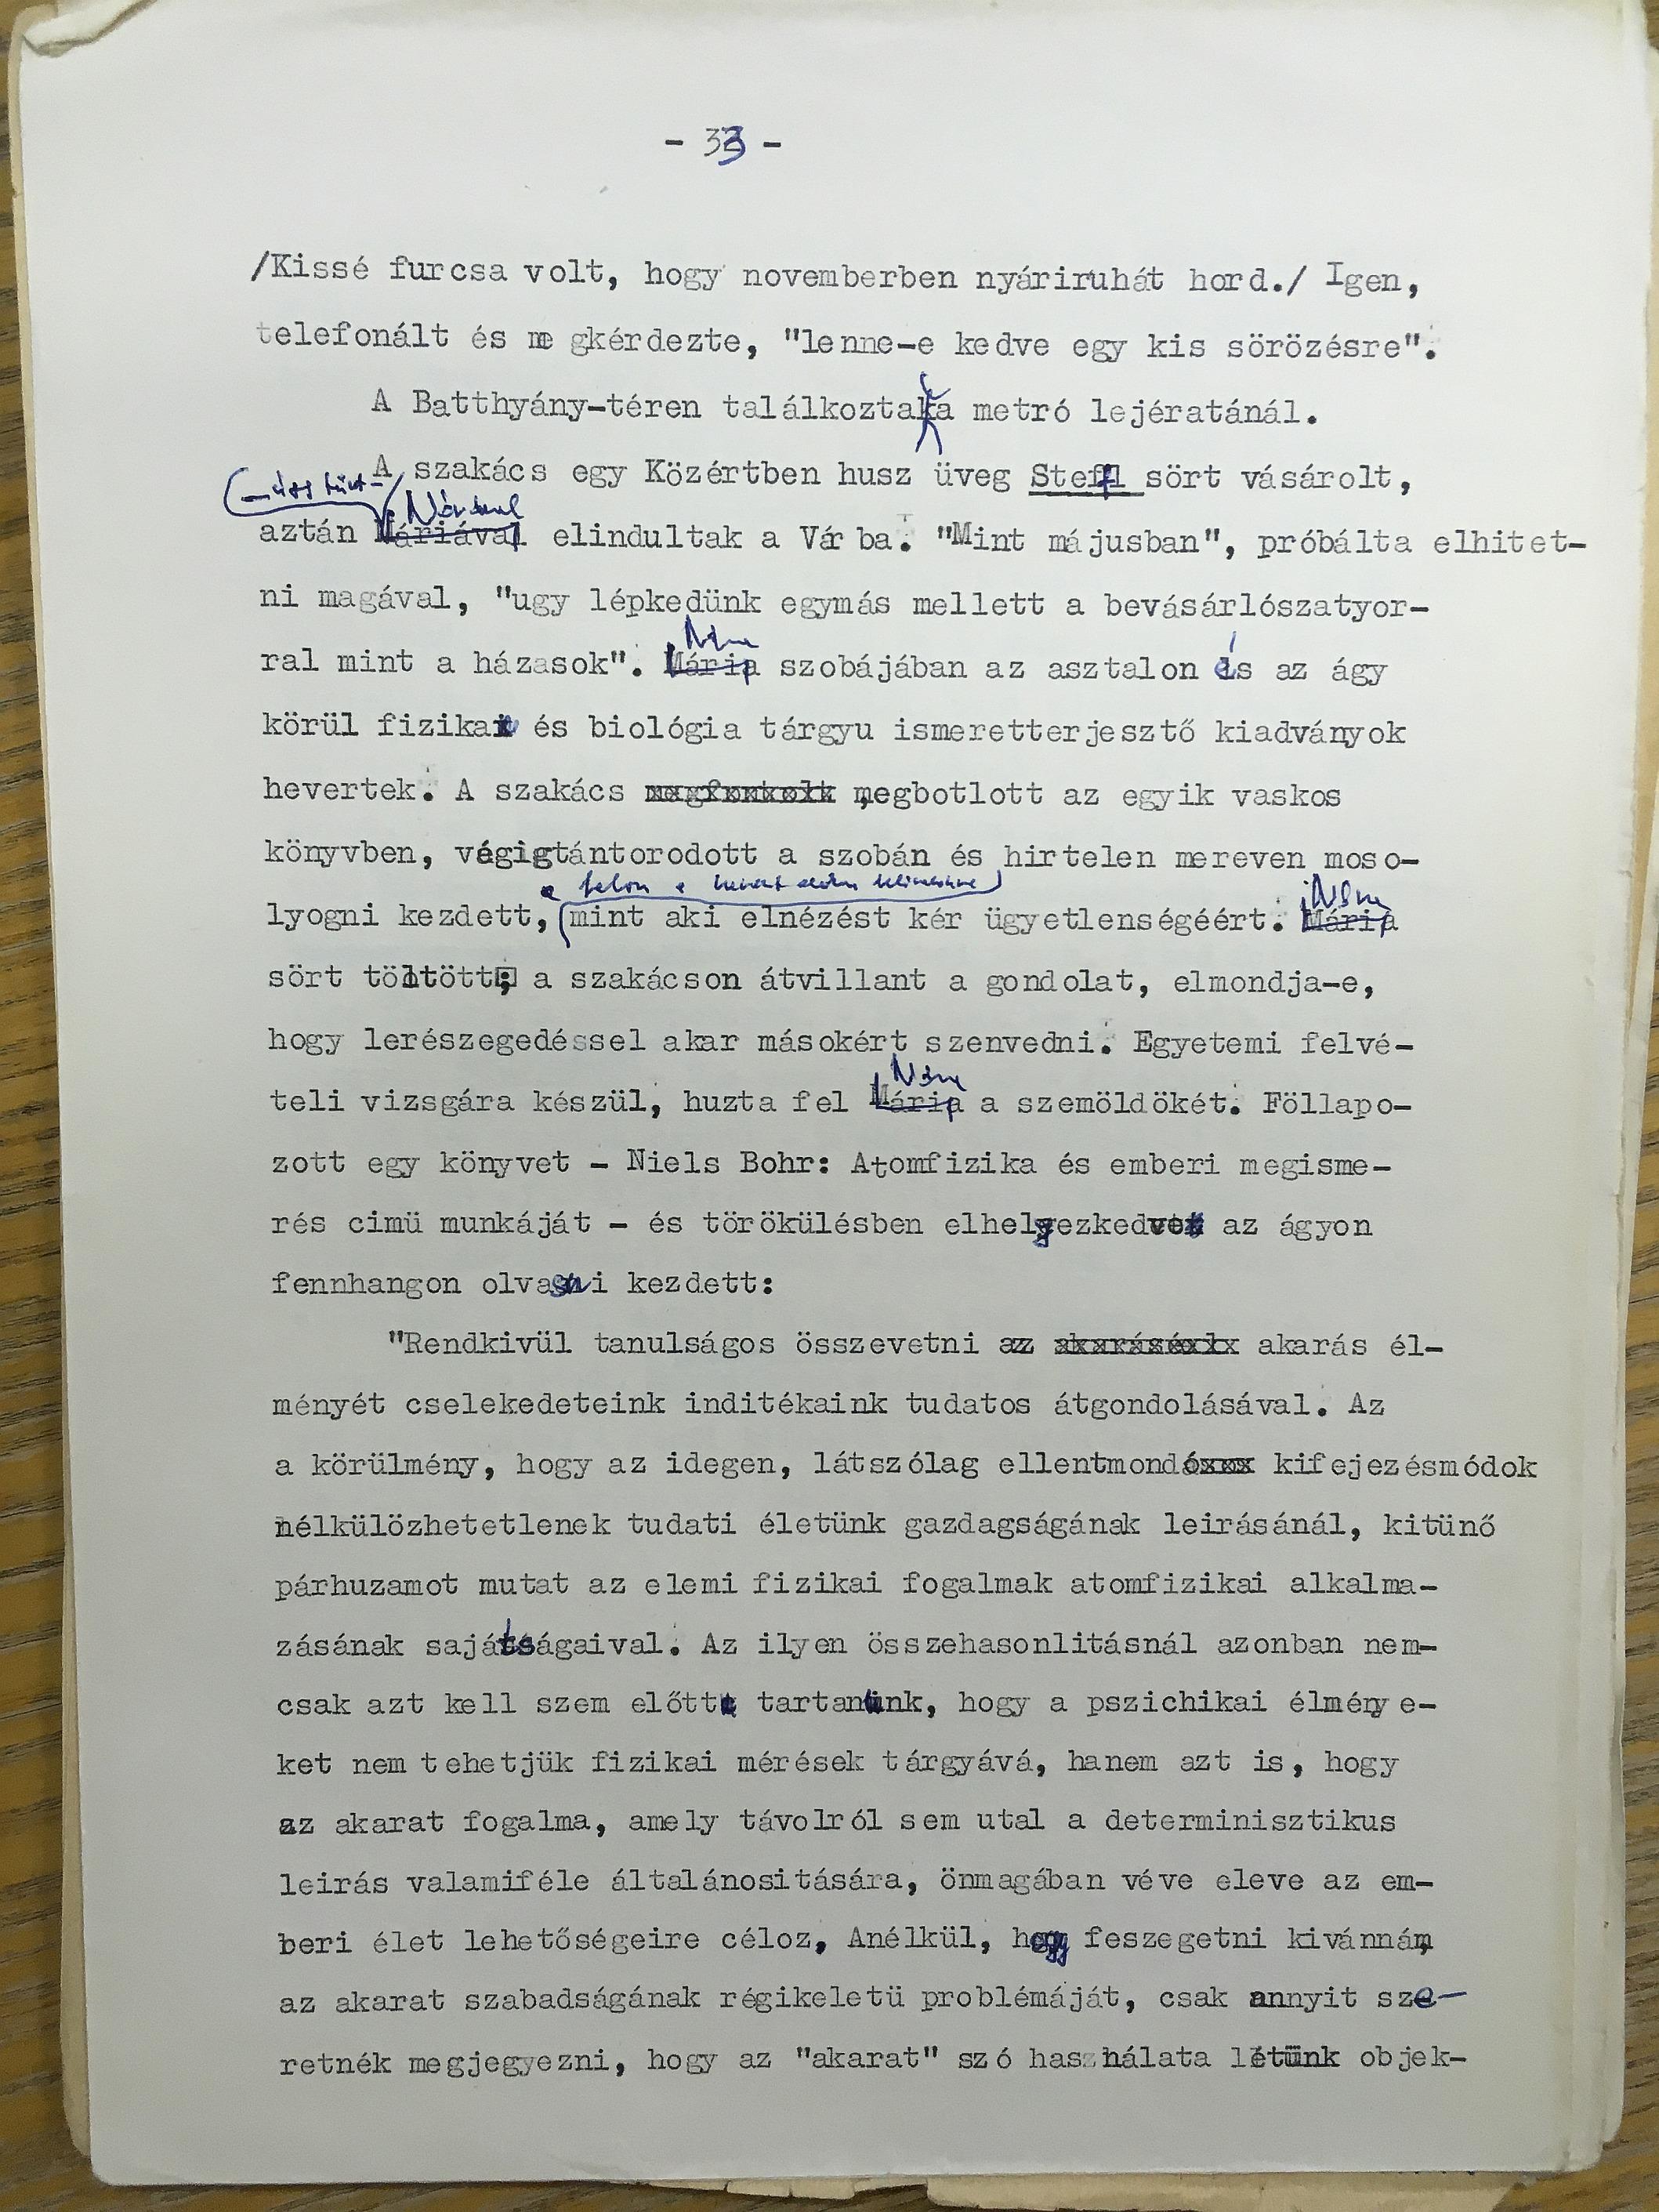 - 33 -
/Kissé furcsa volt, hogy novemberben nyáriruhát hord./ Igen,
telefonált és megkérdezte, "lenne-e kedve egy kis sörözésre".
A Batthyány-téren találkoztak a metró lejératánál.
A szakács egy Közértben husz üveg Steffl sört vásárolt,
Nórával
aztán Máriával elindultak a Várba. "Mint májusban", próbálta elhitet-
ni magával, "ugy lépkedünk egymás mellett a bevásárlószatyor-
Nóra
ral mint a házasok". Mária szobájában az asztalon és az ágy
körül fizikai és biológia tárgyu ismeretterjesztő kiadványok
hevertek. A szakács megbotlott az egyik vaskos
könyvben, végigtántorodott a szobán és hirtelen mereven moso-
Nóra
lyogni kezdett, mint aki elnézést kér ügyetlenségéért. Mária
sört töltött; a szakácson átvillant a gondolat, elmondja-e,
hogy lerészegedéssel akar másokért szenvedni. Egyetemi felvé-
Nóra
teli vizsgára készül, huzta fel Mária a szemöldökét. Föllapo-
zott egy könyvet - Niels Bohr: Atomfizika és emberi megisme-
rés cimü munkáját - és törökülésben elhelyezkedve az ágyon
fennhangon olvasni kezdett:
"Rendkivül tanulságos összevetni az akarás él-
ményét cselekedeteink inditékaink tudatos átgondolásával. Az
a körülmény, hogy az idegen, látszólag ellentmondó kifejezésmódok
nélkülözhetetlenek tudati életünk gazdagságának leirásánál, kitünő
párhuzamot mutat az elemi fizikai fogalmak atomfizikai alkalma-
zásának sajátságaival. Az ilyen összehasonlitásnál azonban nem-
csak azt kell szem előtt tartanunk, hogy a pszichikai élménye-
ket nem tehetjük fizikai mérések tárgyává, hanem azt is, hogy
az akarat fogalma, amely távolról sem utal a determinisztikus
leirás valamiféle általánositására, önmagában véve eleve az em-
beri élet lehetőségeire céloz, Anélkül, hogy feszegetni kivánnám
az akarat szabadságának régikeletü problémáját, csak annyit sze-
retnék megjegyezni, hogy az "akarat" szó használata létünk objek-